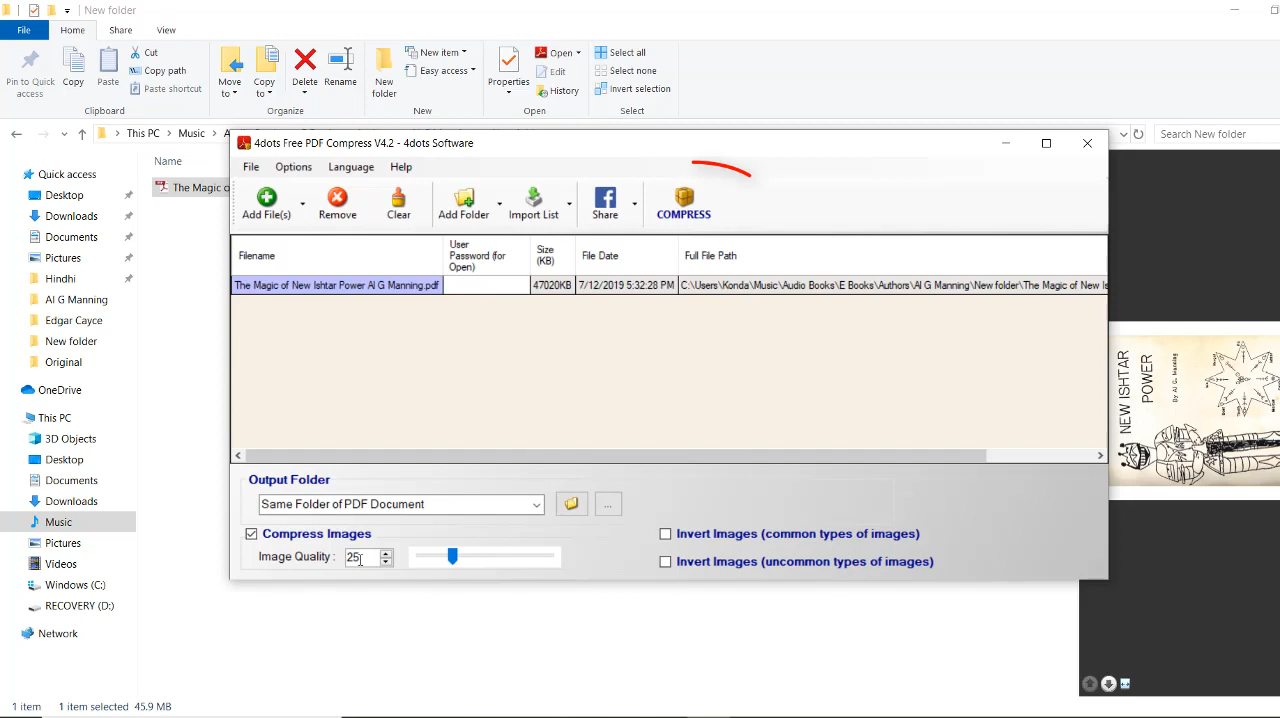 New folder
File Home Share View
Pin to Quick access
Copy
Paste
Cut
Copy path
Paste shortcut
Move to
Copy to
Delete
Rename
New folder
New item
Easy access
Properties
Open
Edit
History
Select all
Select none
Invert selection
Clipboard Organize New Open Select
This PC Music A
Search New folder
Name
The Magic o
Quick access
Desktop
Downloads
Documents
Pictures
Hindhi
Al G Manning
Edgar Cayce
New folder
Original
OneDrive
This PC
3D Objects
Desktop
Documents
Downloads
Music
Pictures
Videos
Windows (C:)
RECOVERY (D:)
Network
1 item 1 item selected 45.9 MB
4dots Free PDF Compress V4.2 - 4dots Software
File Options Language Help
Add File(s) Remove Clear Add Folder Import List Share COMPRESS
Filename
User Password (for Open)
Size (KB)
File Date
Full File Path
The Magic of New Ishtar Power Al G Manning.pdf 47020KB 7/12/2019 5:32:28 PM C:\Users\Konda\Music\Audio Books\E Books\Authors\Al G Manning\New folder\The Magic of New Is
Output Folder
Same Folder of PDF Document
...
Compress Images
Image Quality : 25
Invert Images (common types of images)
Invert Images (uncommon types of images)
NEW ISHTAR
POWER
By Al G. Manning